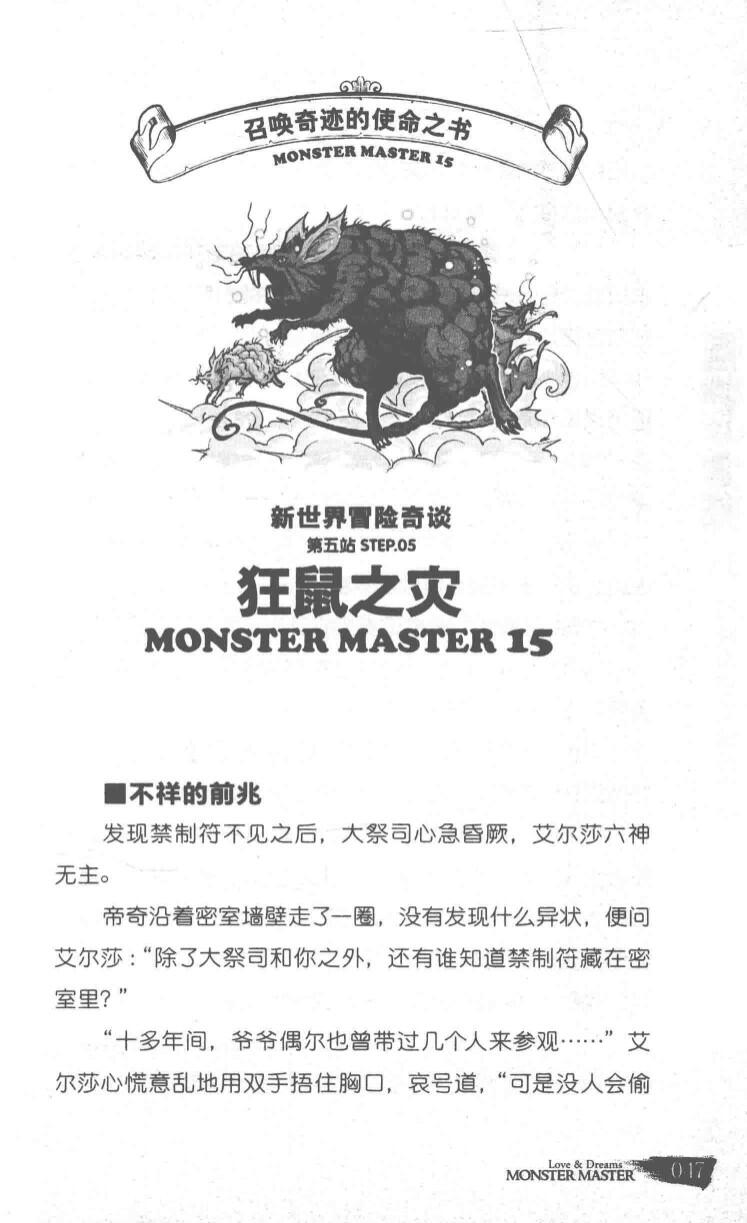 召唤奇迹的使命之书
MONSTER MASTER 15
新世界冒险奇谈
第五站 STEP.05
狂鼠之灾
MONSTER MASTER 15
■不祥的前兆
发现禁制符不见之后，大祭司心急昏厥，艾尔莎六神
无主。
帝奇沿着密室墙壁走了一圈，没有发现什么异状，便问
艾尔莎：“除了大祭司和你之外，还有谁知道禁制符藏在密
室里？”
“十多年间，爷爷偶尔也曾带过几个人来参观……”艾
尔莎心慌意乱地用双手捂住胸口，哀号道，“可是没人会偷
Love & Dreams
MONSTER MASTER
047